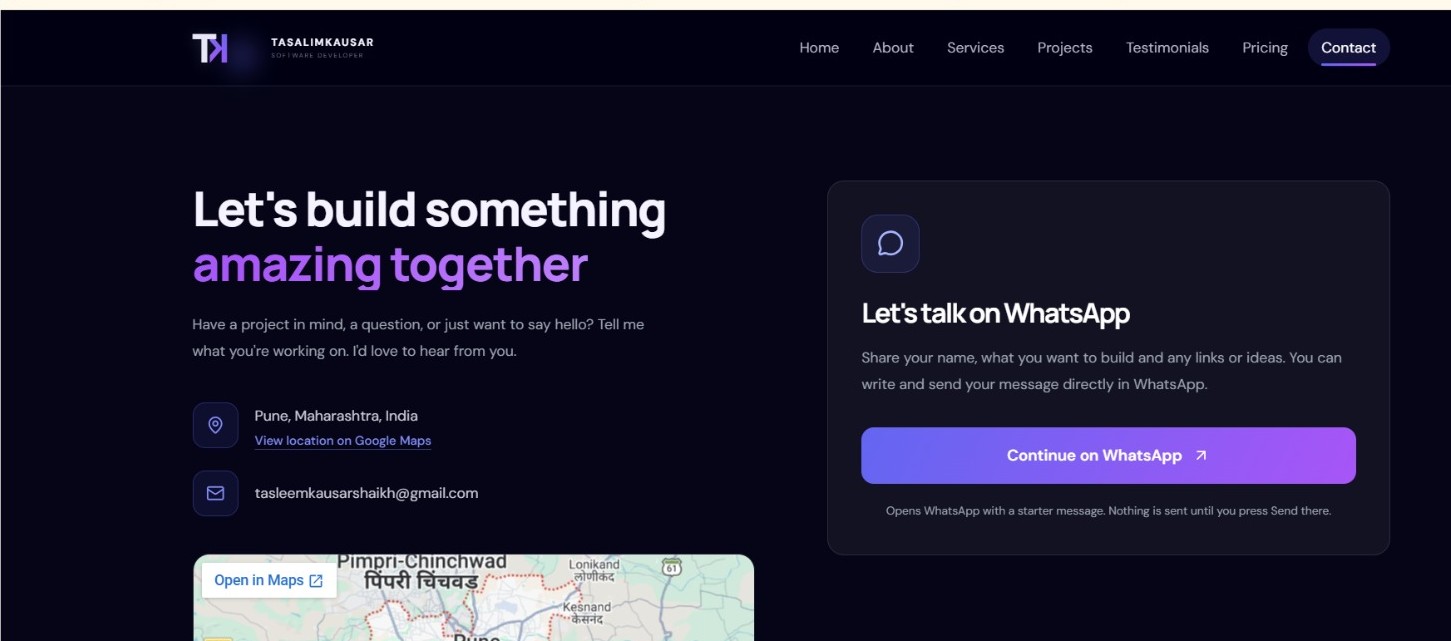 TK
TASALIMKAUSAR
SOFTWARE DEVELOPER
Home About Services Projects Testimonials Pricing Contact
Let's build something
amazing together
Have a project in mind, a question, or just want to say hello? Tell me
what you're working on. I'd love to hear from you.
Pune, Maharashtra, India
View location on Google Maps
tasleemkausarshaikh@gmail.com
Open in Maps
Pimpri-Chinchwad
पिंपरी चिंचवड
Lonikand
लोणीकंद
61
Kesnand
केसनंद
Pune
Let's talk on WhatsApp
Share your name, what you want to build and any links or ideas. You can
write and send your message directly in WhatsApp.
Continue on WhatsApp
Opens WhatsApp with a starter message. Nothing is sent until you press Send there.